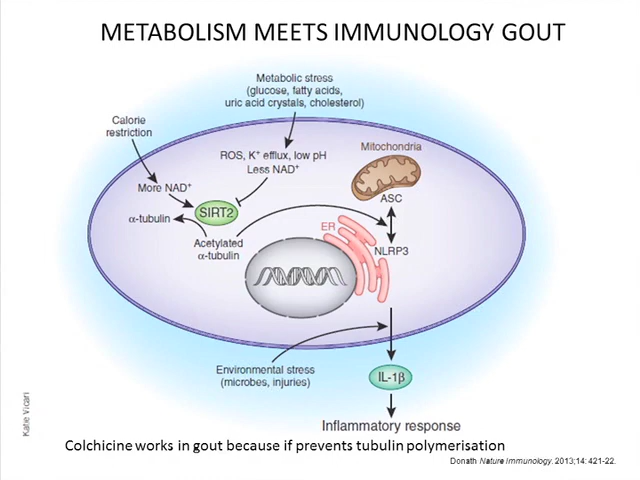 METABOLISM MEETS IMMUNOLOGY GOUT
Metabolic stress
(glucose, fatty acids,
uric acid crystals, cholesterol)
Calorie
restriction
ROS, K⁺ efflux, low pH
Less NAD⁺
Mitochondria
More NAD⁺
SIRT2
ASC
α-tubulin
ER
Acetylated
α-tubulin
NLRP3
Environmental stress
(microbes, injuries)
IL-1β
Inflammatory response
Katie Vicari
Colchicine works in gout because if prevents tubulin polymerisation
Donath Nature Immunology. 2013;14: 421-22.